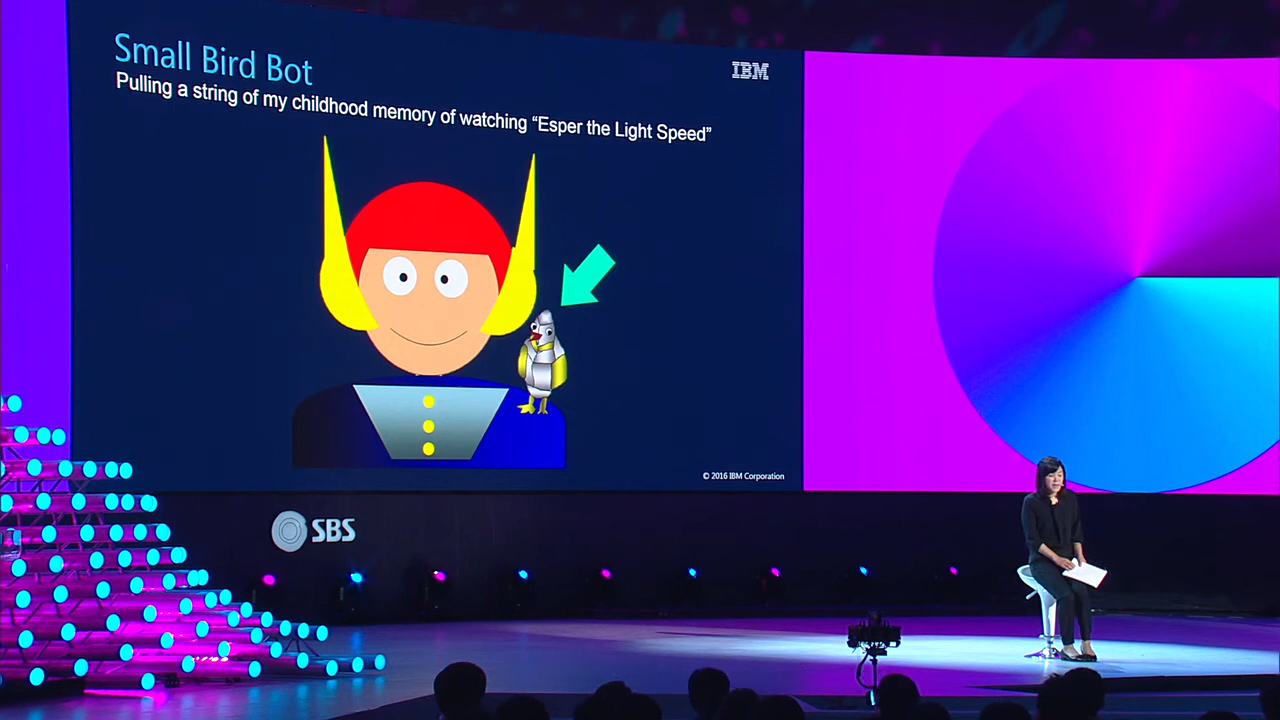 Small Bird Bot
IBM
Pulling a string of my childhood memory of watching “Esper the Light Speed”
© 2016 IBM Corporation
SBS